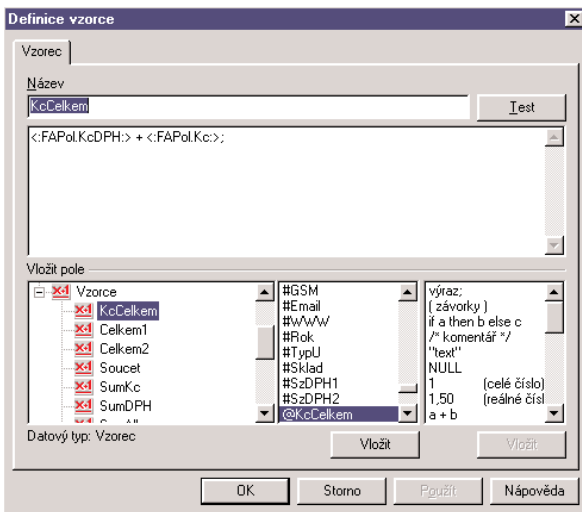 Definice vzorce
Vzorec
Název
KcCelkem
Test
<:FAPol.KcDPH:> + <:FAPol.Kc:>;
Vložit pole
Vzorce
KcCelkem
Celkem1
Celkem2
Soucet
SumKc
SumDPH
#GSM
#Email
#WWW
#Rok
#TypU
#Sklad
#SzDPH1
#SzDPH2
@KcCelkem
výraz;
( závorky )
if a then b else c
/* komentář */
"text"
NULL
1 (celé číslo)
1,50 (reálné čísl
a + b
Datový typ: Vzorec
Vložit
Vložit
OK
Storno
Použít
Nápověda